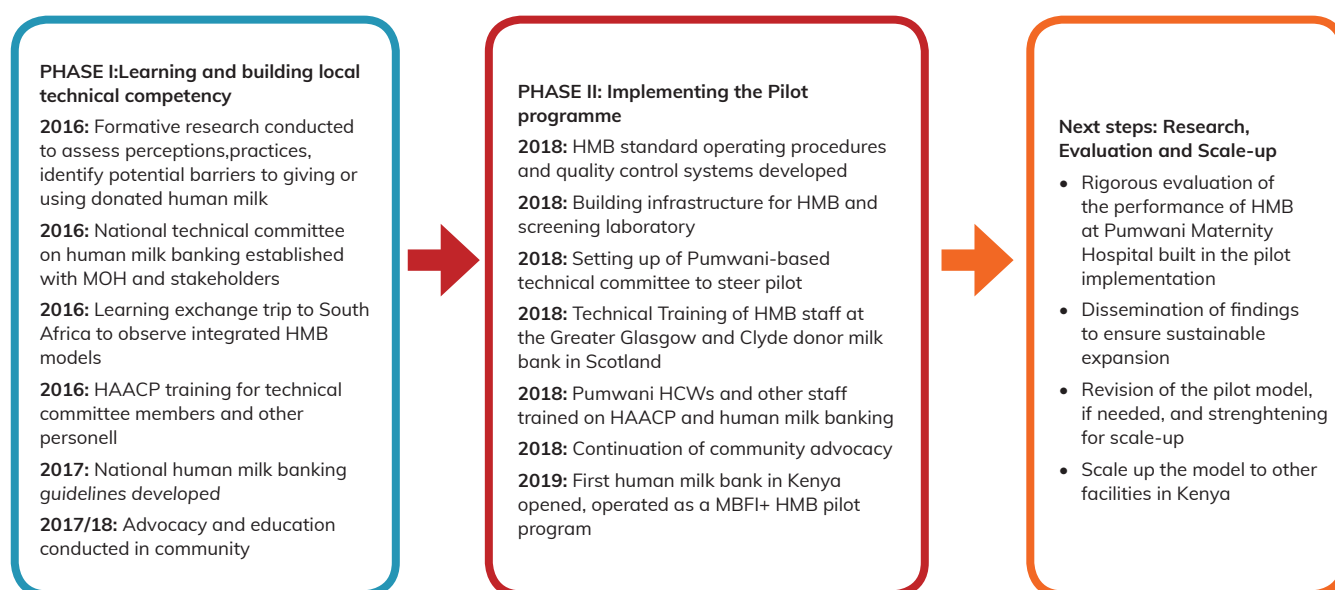 PHASE I:Learning and building local
technical competency
2016: Formative research conducted
to assess perceptions,practices,
identify potential barriers to giving or
using donated human milk
2016: National technical committee
on human milk banking established
with MOH and stakeholders
2016: Learning exchange trip to South
Africa to observe integrated HMB
models
2016: HAACP training for technical
committee members and other
personell
2017: National human milk banking
guidelines developed
2017/18: Advocacy and education
conducted in community
PHASE II: Implementing the Pilot
programme
2018: HMB standard operating procedures
and quality control systems developed
2018: Building infrastructure for HMB and
screening laboratory
2018: Setting up of Pumwani-based
technical committee to steer pilot
2018: Technical Training of HMB staff at
the Greater Glasgow and Clyde donor milk
bank in Scotland
2018: Pumwani HCWs and other staff
trained on HAACP and human milk banking
2018: Continuation of community advocacy
2019: First human milk bank in Kenya
opened, operated as a MBFI+ HMB pilot
program
Next steps: Research,
Evaluation and Scale-up
• Rigorous evaluation of
the performance of HMB
at Pumwani Maternity
Hospital built in the pilot
implementation
• Dissemination of findings
to ensure sustainable
expansion
• Revision of the pilot model,
if needed, and strenghtening
for scale-up
• Scale up the model to other
facilities in Kenya